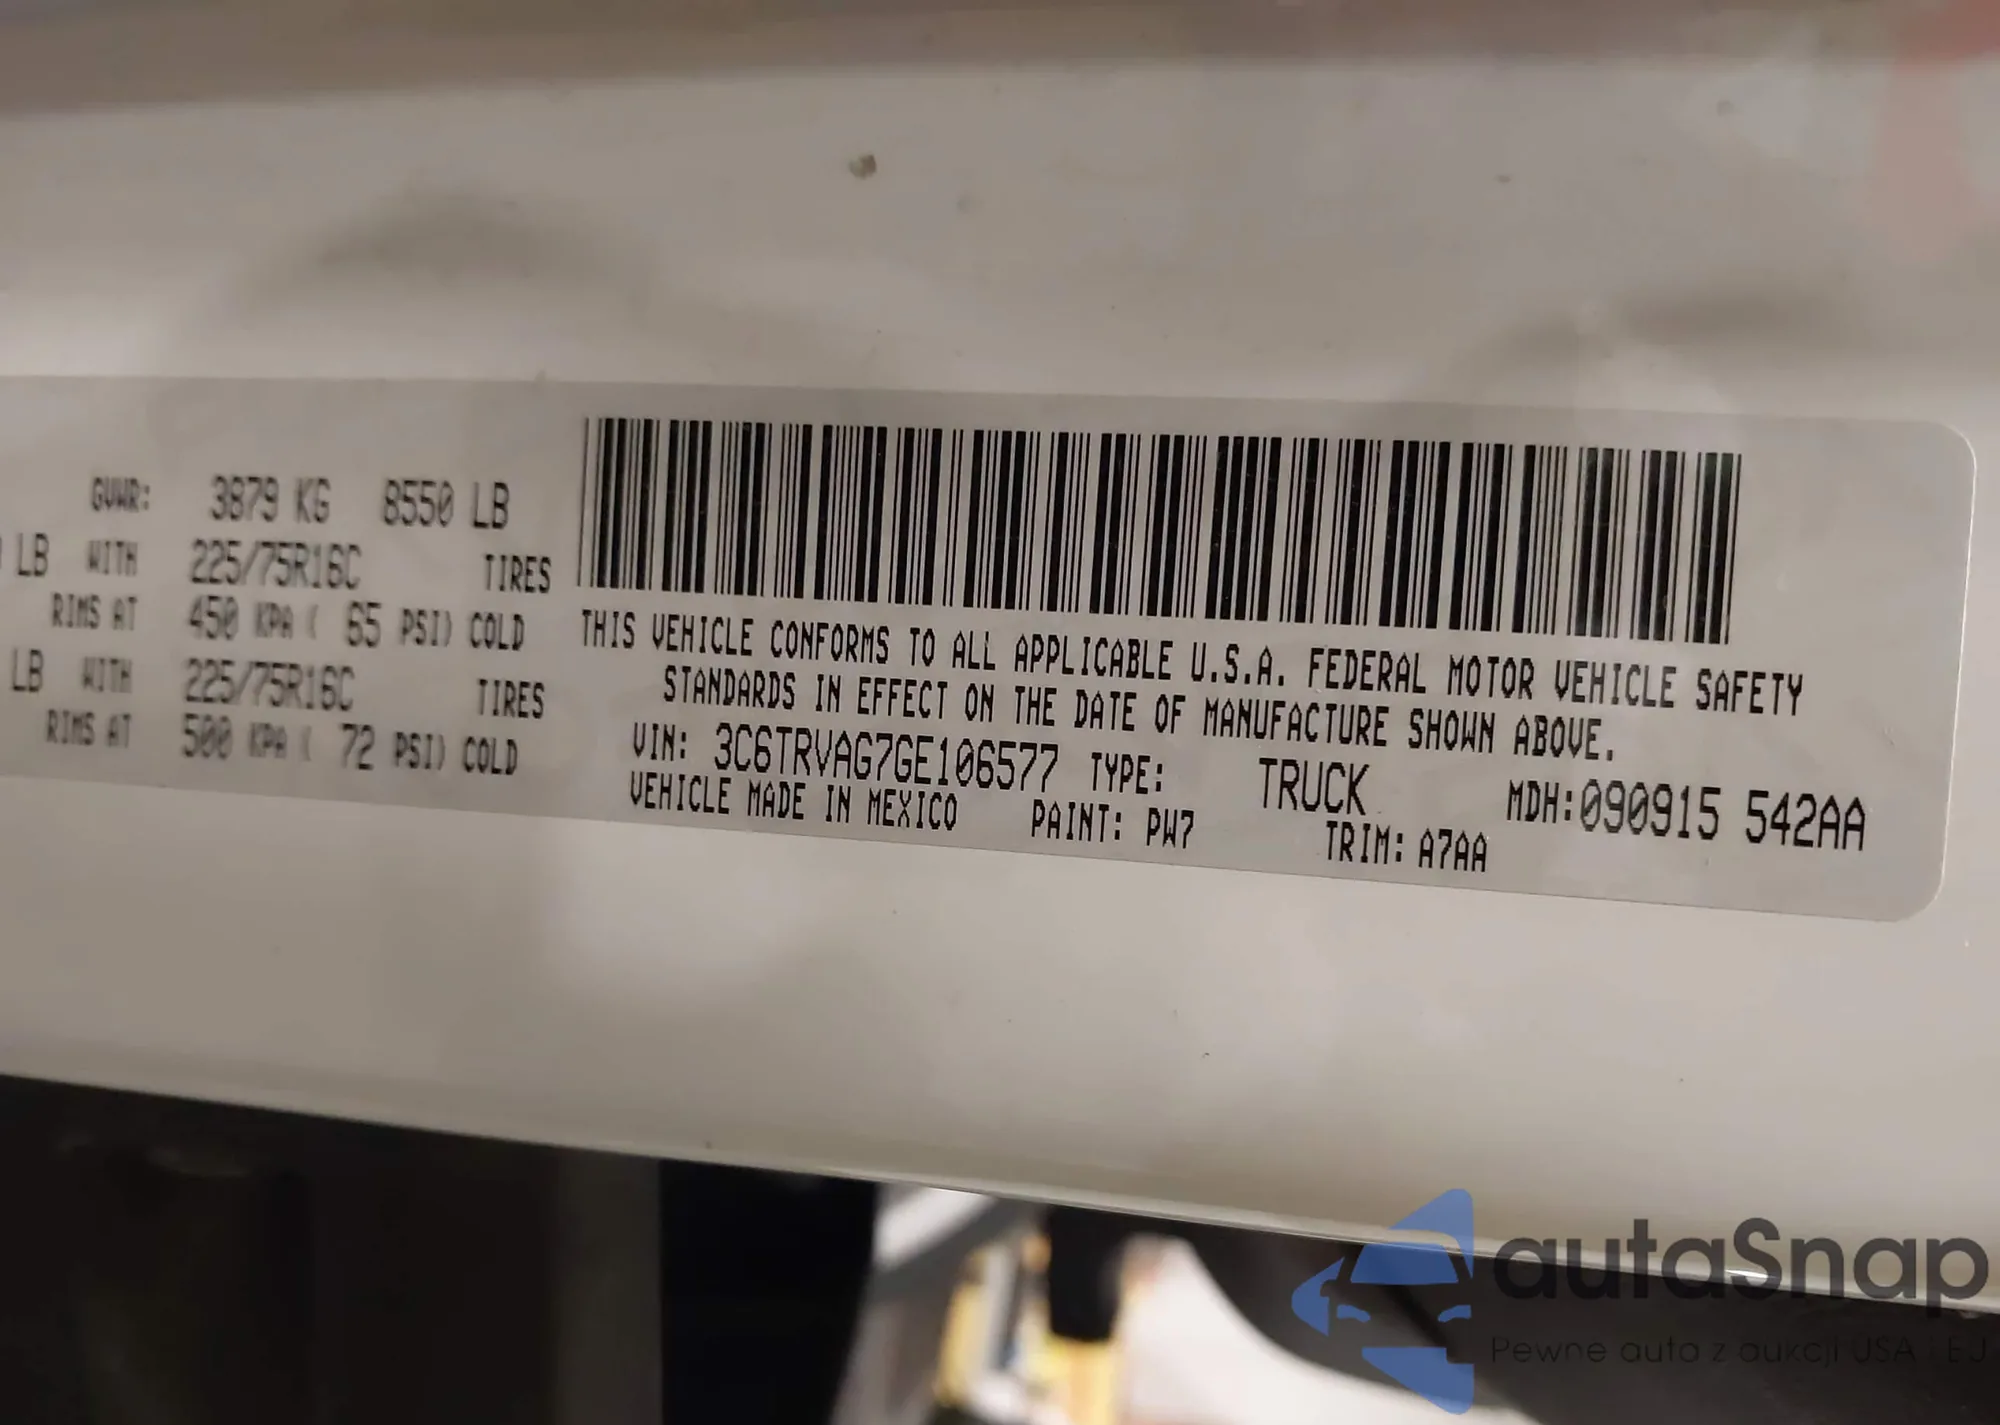 GVWR: 3879 KG 8550 LB
LB WITH 225/75R16C TIRES
RIMS AT 450 KPA ( 65 PSI) COLD
LB WITH 225/75R16C TIRES
RIMS AT 500 KPA ( 72 PSI) COLD
THIS VEHICLE CONFORMS TO ALL APPLICABLE U.S.A. FEDERAL MOTOR VEHICLE SAFETY
STANDARDS IN EFFECT ON THE DATE OF MANUFACTURE SHOWN ABOVE.
VIN: 3C6TRVAG7GE106577 TYPE: TRUCK MDH:090915 542AA
VEHICLE MADE IN MEXICO PAINT: PW7 TRIM: A7AA
autaSnap
Pewne auta z aukcji USA i EJ